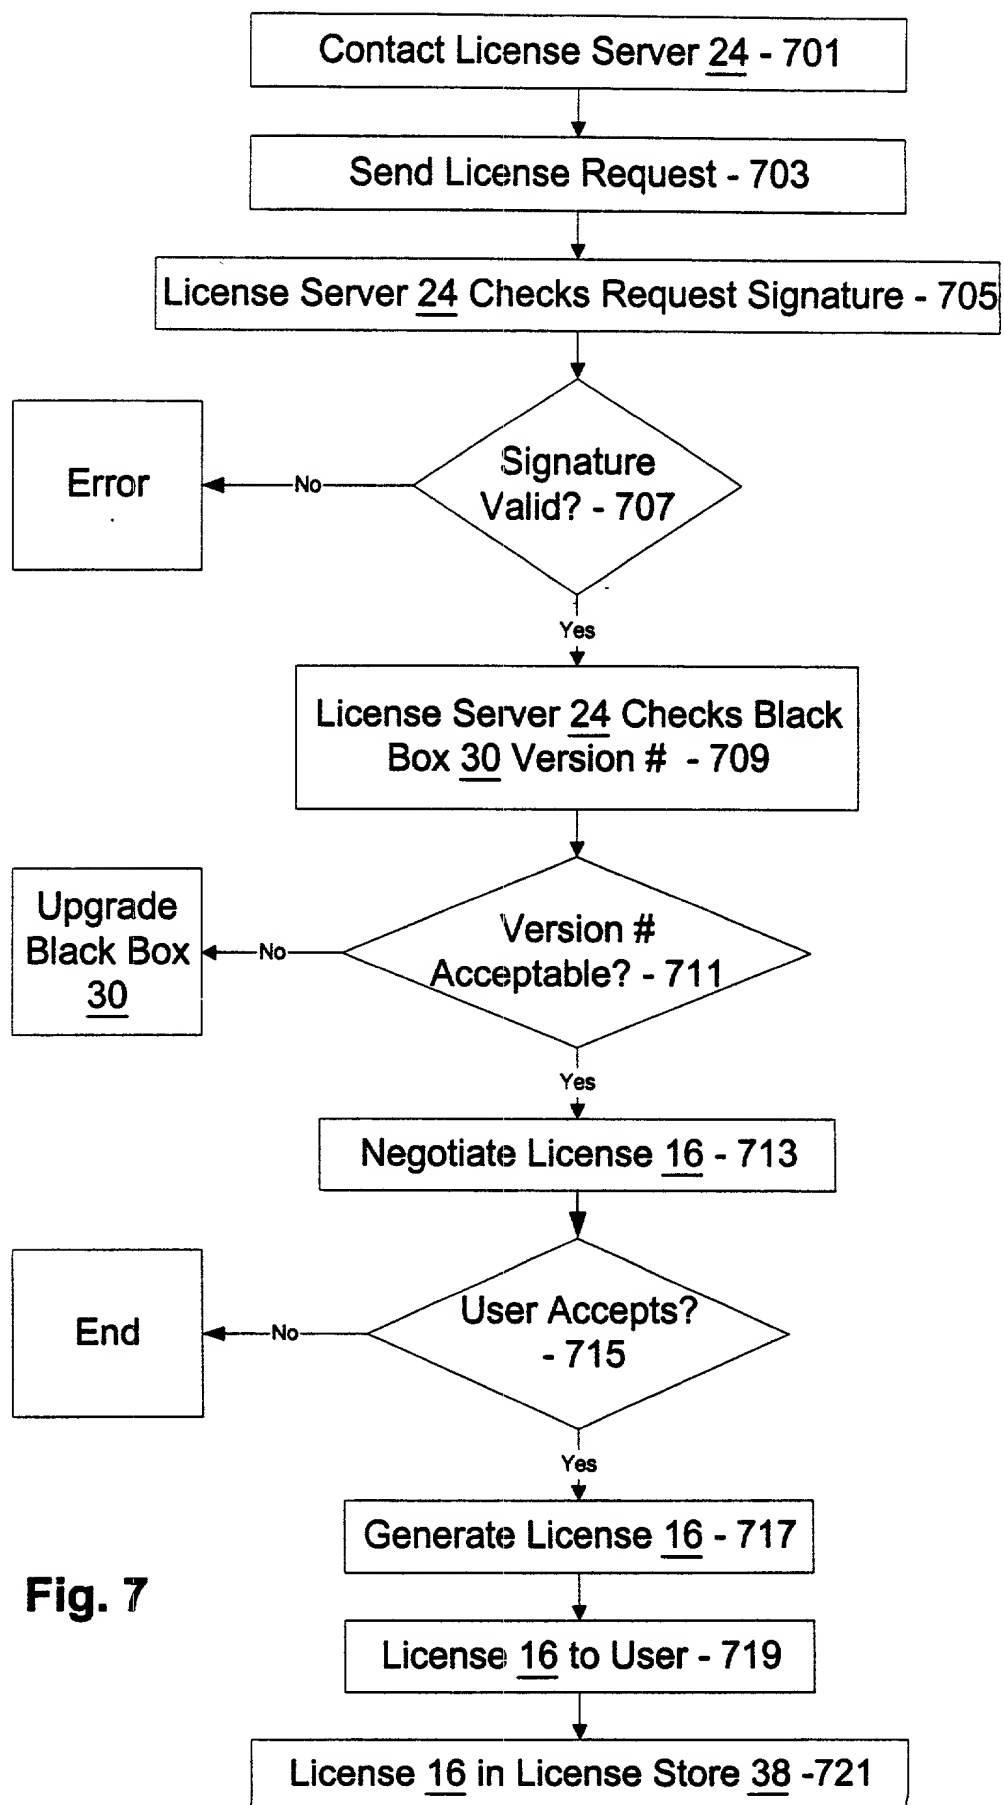 Contact License Server 24 - 701
Send License Request - 703
License Server 24 Checks Request Signature - 705
Signature
Valid? - 707
No
Error
Yes
License Server 24 Checks Black
Box 30 Version # - 709
Version #
Acceptable? - 711
No
Upgrade
Black Box
30
Yes
Negotiate License 16 - 713
User Accepts?
- 715
No
End
Yes
Generate License 16 - 717
Fig. 7
License 16 to User - 719
License 16 in License Store 38 -721